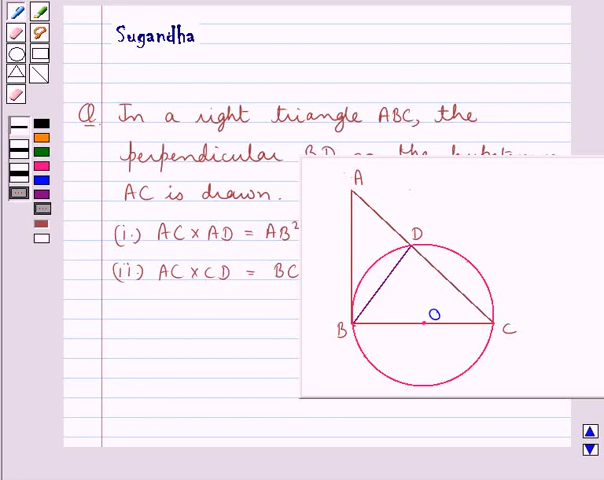 Sugandha
Q. In a right triangle ABC, the
perpendicular BD on the
AC is drawn.
(i.) AC × AD = AB²
(ii.) AC × CD = BC
A
D
O
B
C